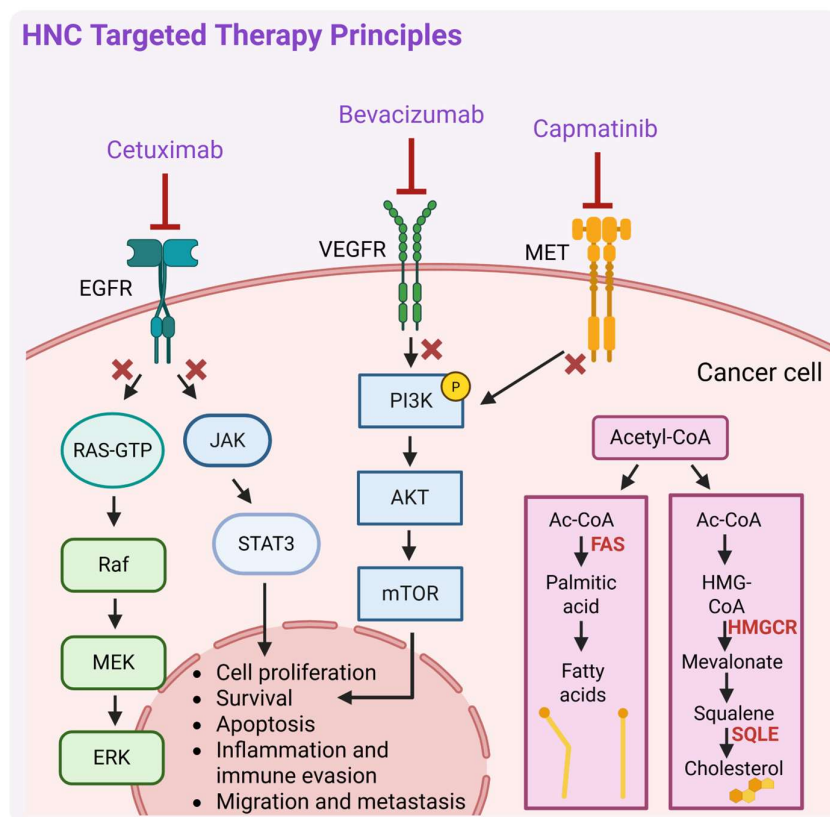 HNC Targeted Therapy Principles
Bevacizumab
Cetuximab
Capmatinib
VEGFR
MET
EGFR
Cancer cell
P
PI3K
RAS-GTP
JAK
Acetyl-CoA
AKT
STAT3
Raf
mTOR
MEK
ERK
• Cell proliferation
• Survival
• Apoptosis
• Inflammation and
immune evasion
• Migration and metastasis
Ac-CoA
FAS
Palmitic
acid
Fatty
acids
Ac-CoA
HMG-
CoA
HMGCR
Mevalonate
Squalene
SQLE
Cholesterol